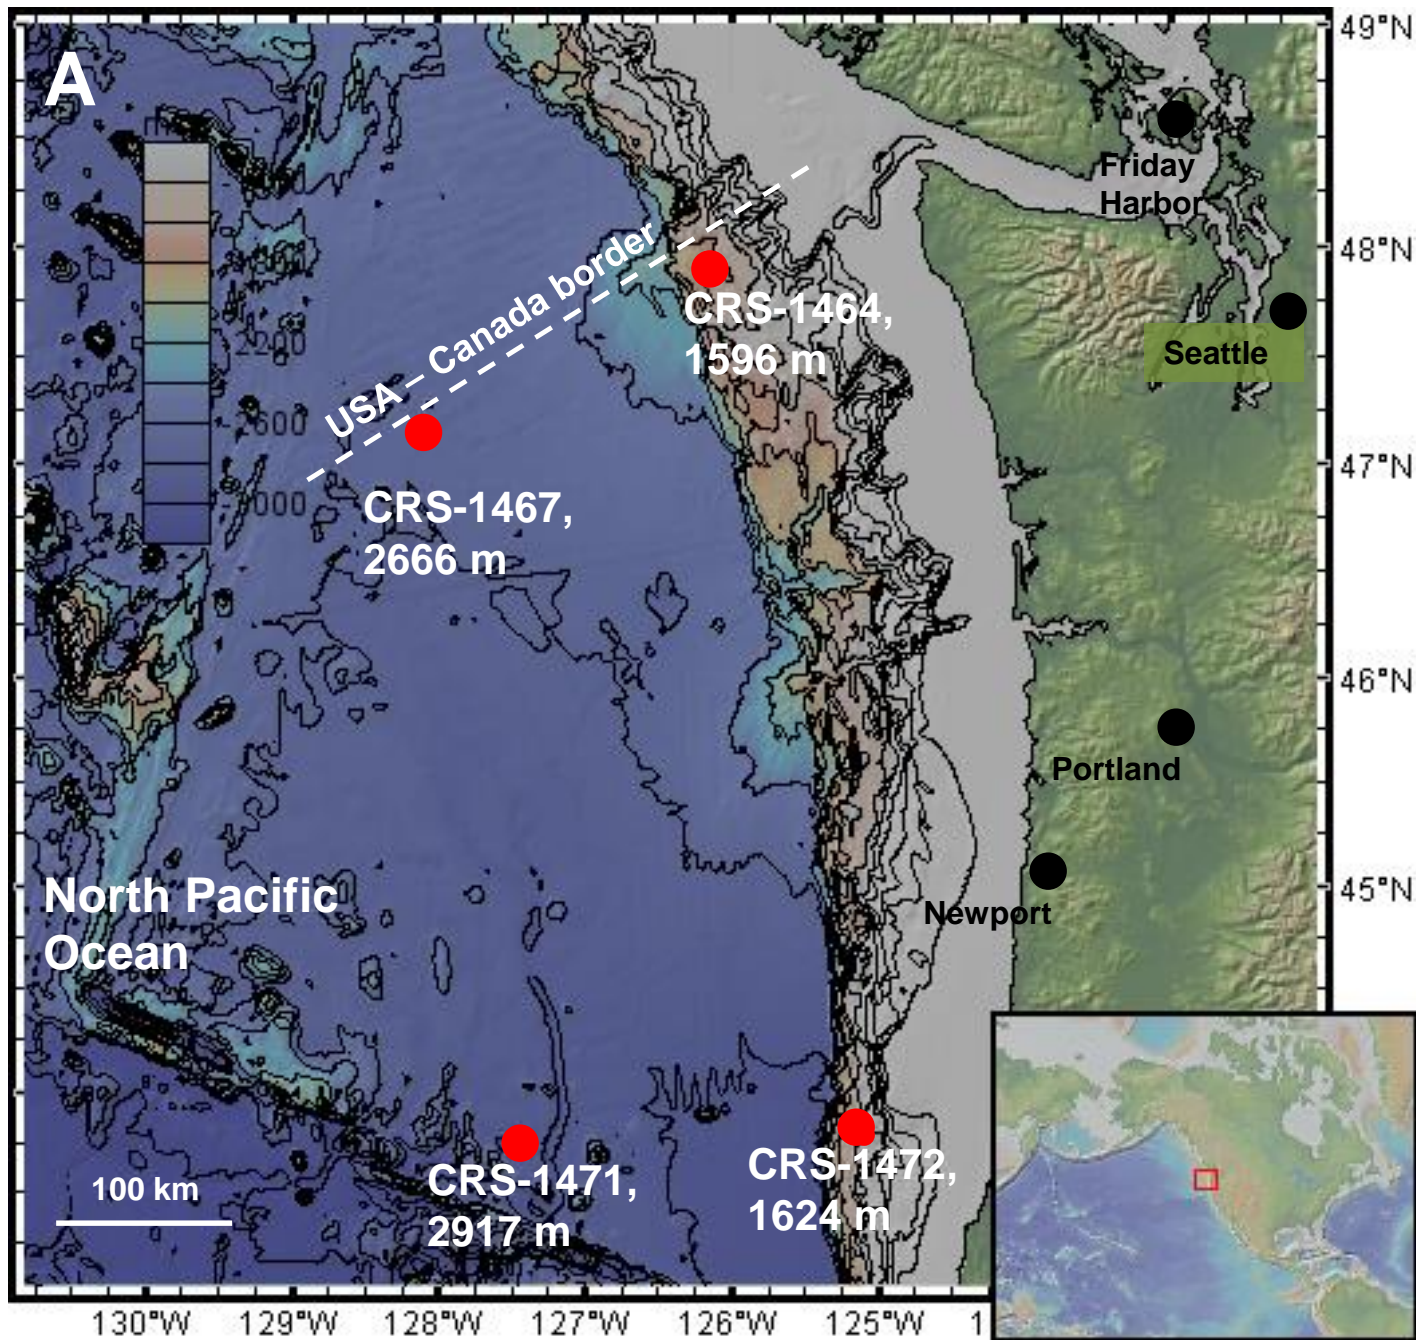 A
49°N
Friday
Harbor
48°N
USA – Canada border
CRS-1464,
1596 m
2200
Seattle
47°N
CRS-1467,
2666 m
46°N
Portland
45°N
North Pacific
Ocean
Newport
CRS-1471,
2917 m
CRS-1472,
1624 m
100 km
130°W 129°W 128°W 127°W 126°W 125°W